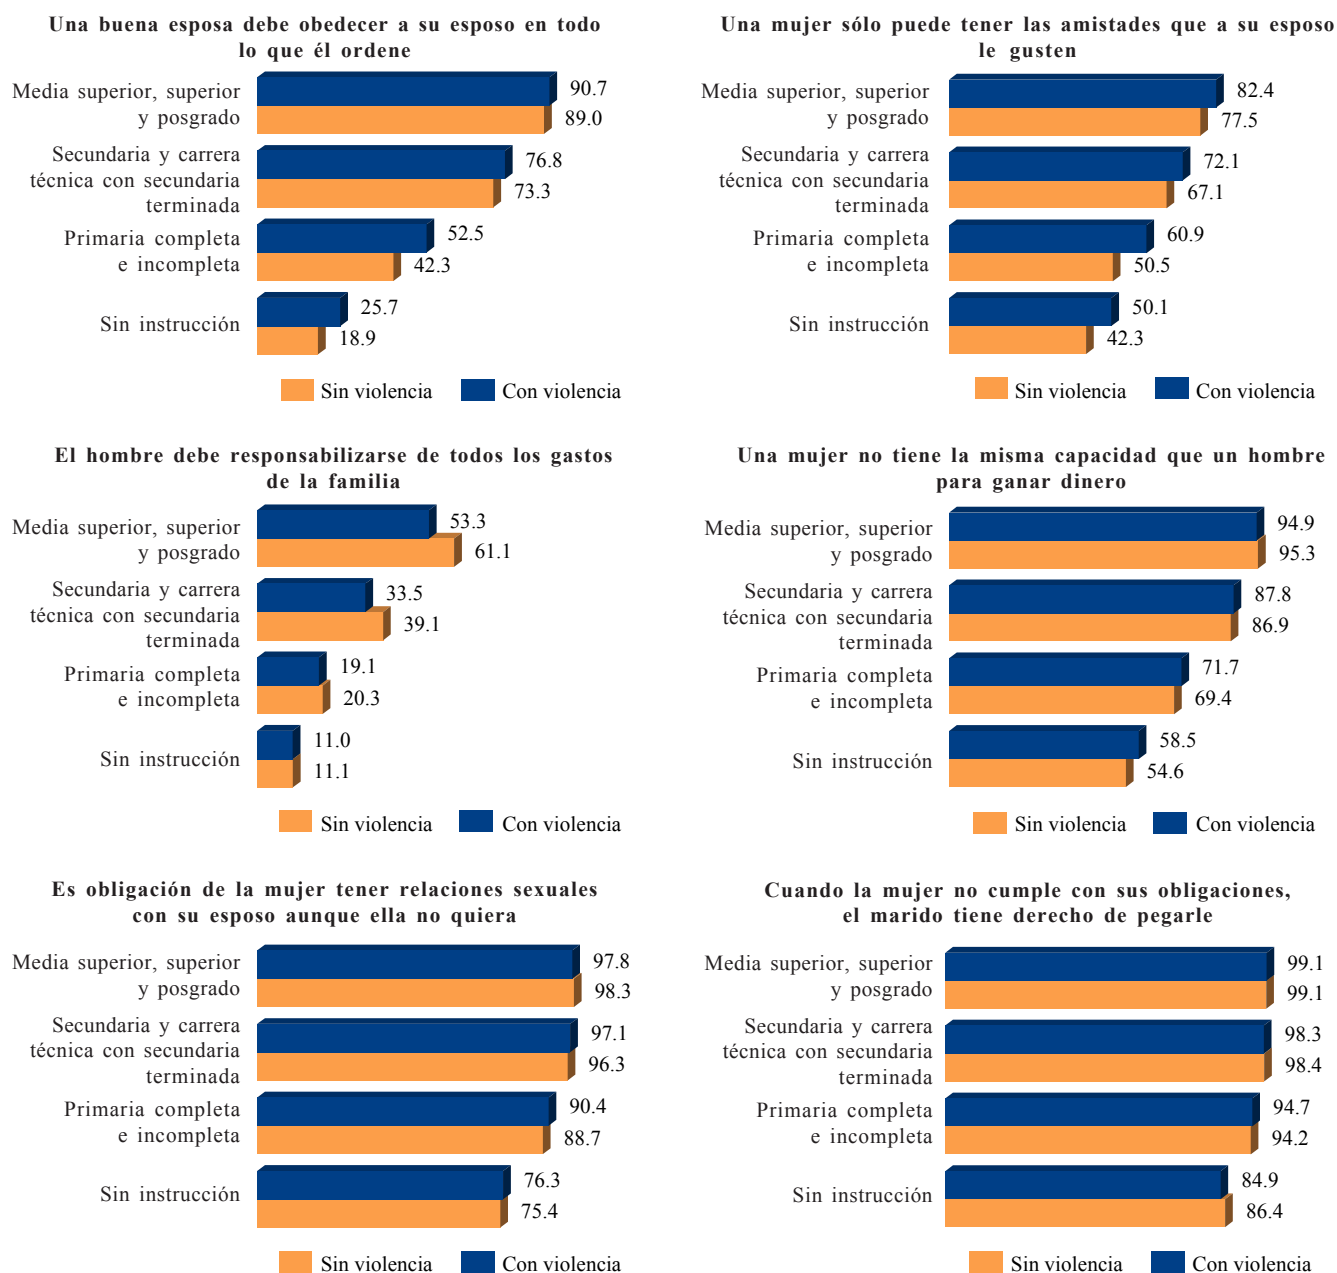 Una buena esposa debe obedecer a su esposo en todo
lo que él ordene
Media superior, superior
y posgrado
90.7
89.0
Secundaria y carrera
técnica con secundaria
terminada
76.8
73.3
Primaria completa
e incompleta
52.5
42.3
Sin instrucción
25.7
18.9
Sin violencia
Con violencia
Una mujer sólo puede tener las amistades que a su esposo
le gusten
Media superior, superior
y posgrado
82.4
77.5
Secundaria y carrera
técnica con secundaria
terminada
72.1
67.1
Primaria completa
e incompleta
60.9
50.5
Sin instrucción
50.1
42.3
Sin violencia
Con violencia
El hombre debe responsabilizarse de todos los gastos
de la familia
Media superior, superior
y posgrado
53.3
61.1
Secundaria y carrera
técnica con secundaria
terminada
33.5
39.1
Primaria completa
e incompleta
19.1
20.3
Sin instrucción
11.0
11.1
Sin violencia
Con violencia
Una mujer no tiene la misma capacidad que un hombre
para ganar dinero
Media superior, superior
y posgrado
94.9
95.3
Secundaria y carrera
técnica con secundaria
terminada
87.8
86.9
Primaria completa
e incompleta
71.7
69.4
Sin instrucción
58.5
54.6
Sin violencia
Con violencia
Es obligación de la mujer tener relaciones sexuales
con su esposo aunque ella no quiera
Media superior, superior
y posgrado
97.8
98.3
Secundaria y carrera
técnica con secundaria
terminada
97.1
96.3
Primaria completa
e incompleta
90.4
88.7
Sin instrucción
76.3
75.4
Sin violencia
Con violencia
Cuando la mujer no cumple con sus obligaciones,
el marido tiene derecho de pegarle
Media superior, superior
y posgrado
99.1
99.1
Secundaria y carrera
técnica con secundaria
terminada
98.3
98.4
Primaria completa
e incompleta
94.7
94.2
Sin instrucción
84.9
86.4
Sin violencia
Con violencia